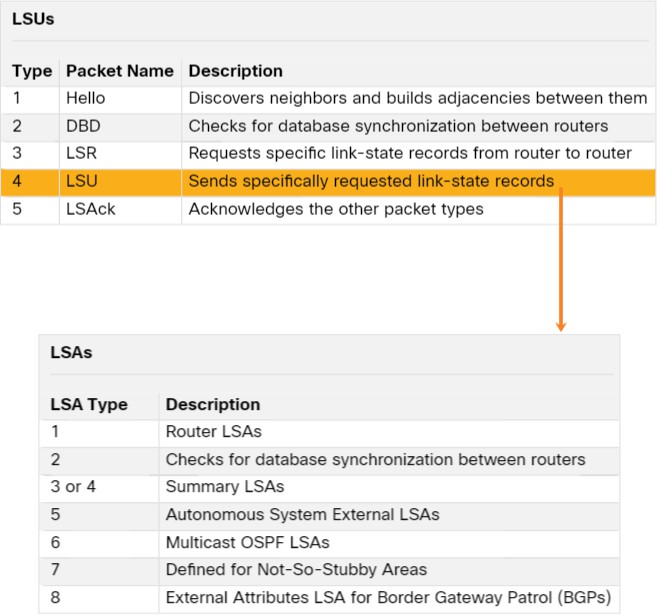 LSUs
Type Packet Name Description
1 Hello Discovers neighbors and builds adjacencies between them
2 DBD Checks for database synchronization between routers
3 LSR Requests specific link-state records from router to router
4 LSU Sends specifically requested link-state records
5 LSAck Acknowledges the other packet types
LSAs
LSA Type Description
1 Router LSAs
2 Checks for database synchronization between routers
3 or 4 Summary LSAs
5 Autonomous System External LSAs
6 Multicast OSPF LSAs
7 Defined for Not-So-Stubby Areas
8 External Attributes LSA for Border Gateway Patrol (BGPs)